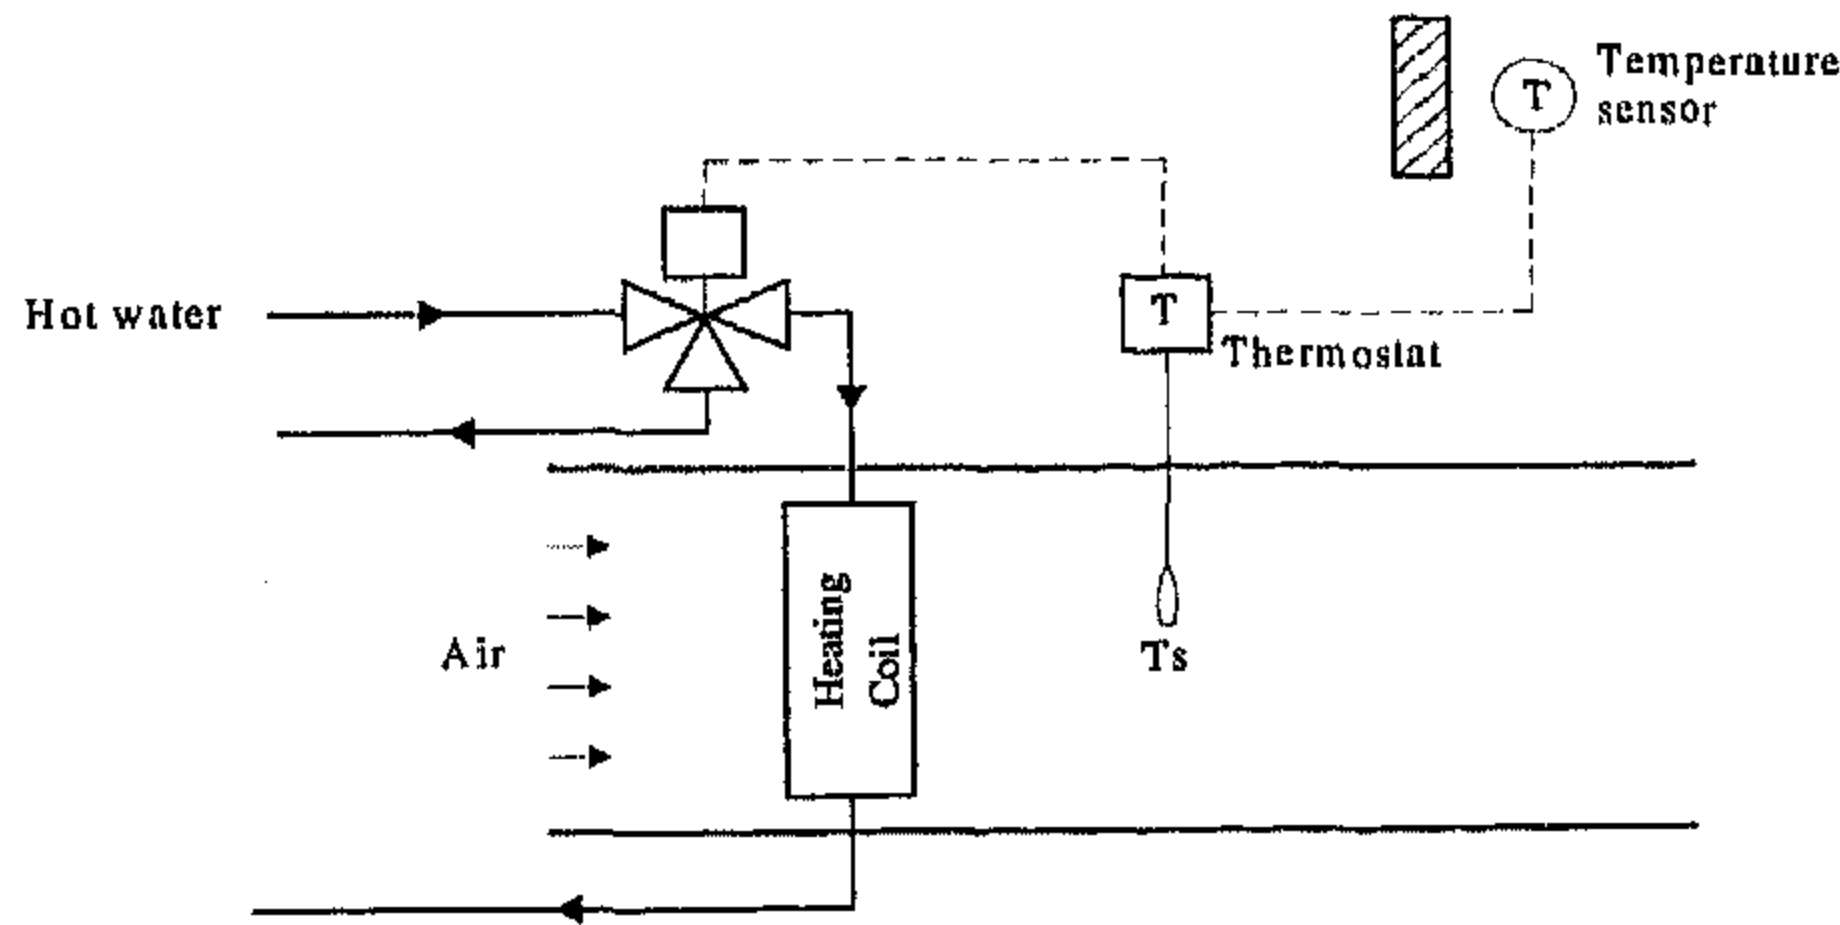 Temperature
sensor
T
Hot water
T
Thermostat
Air
Heating
Coil
Ts